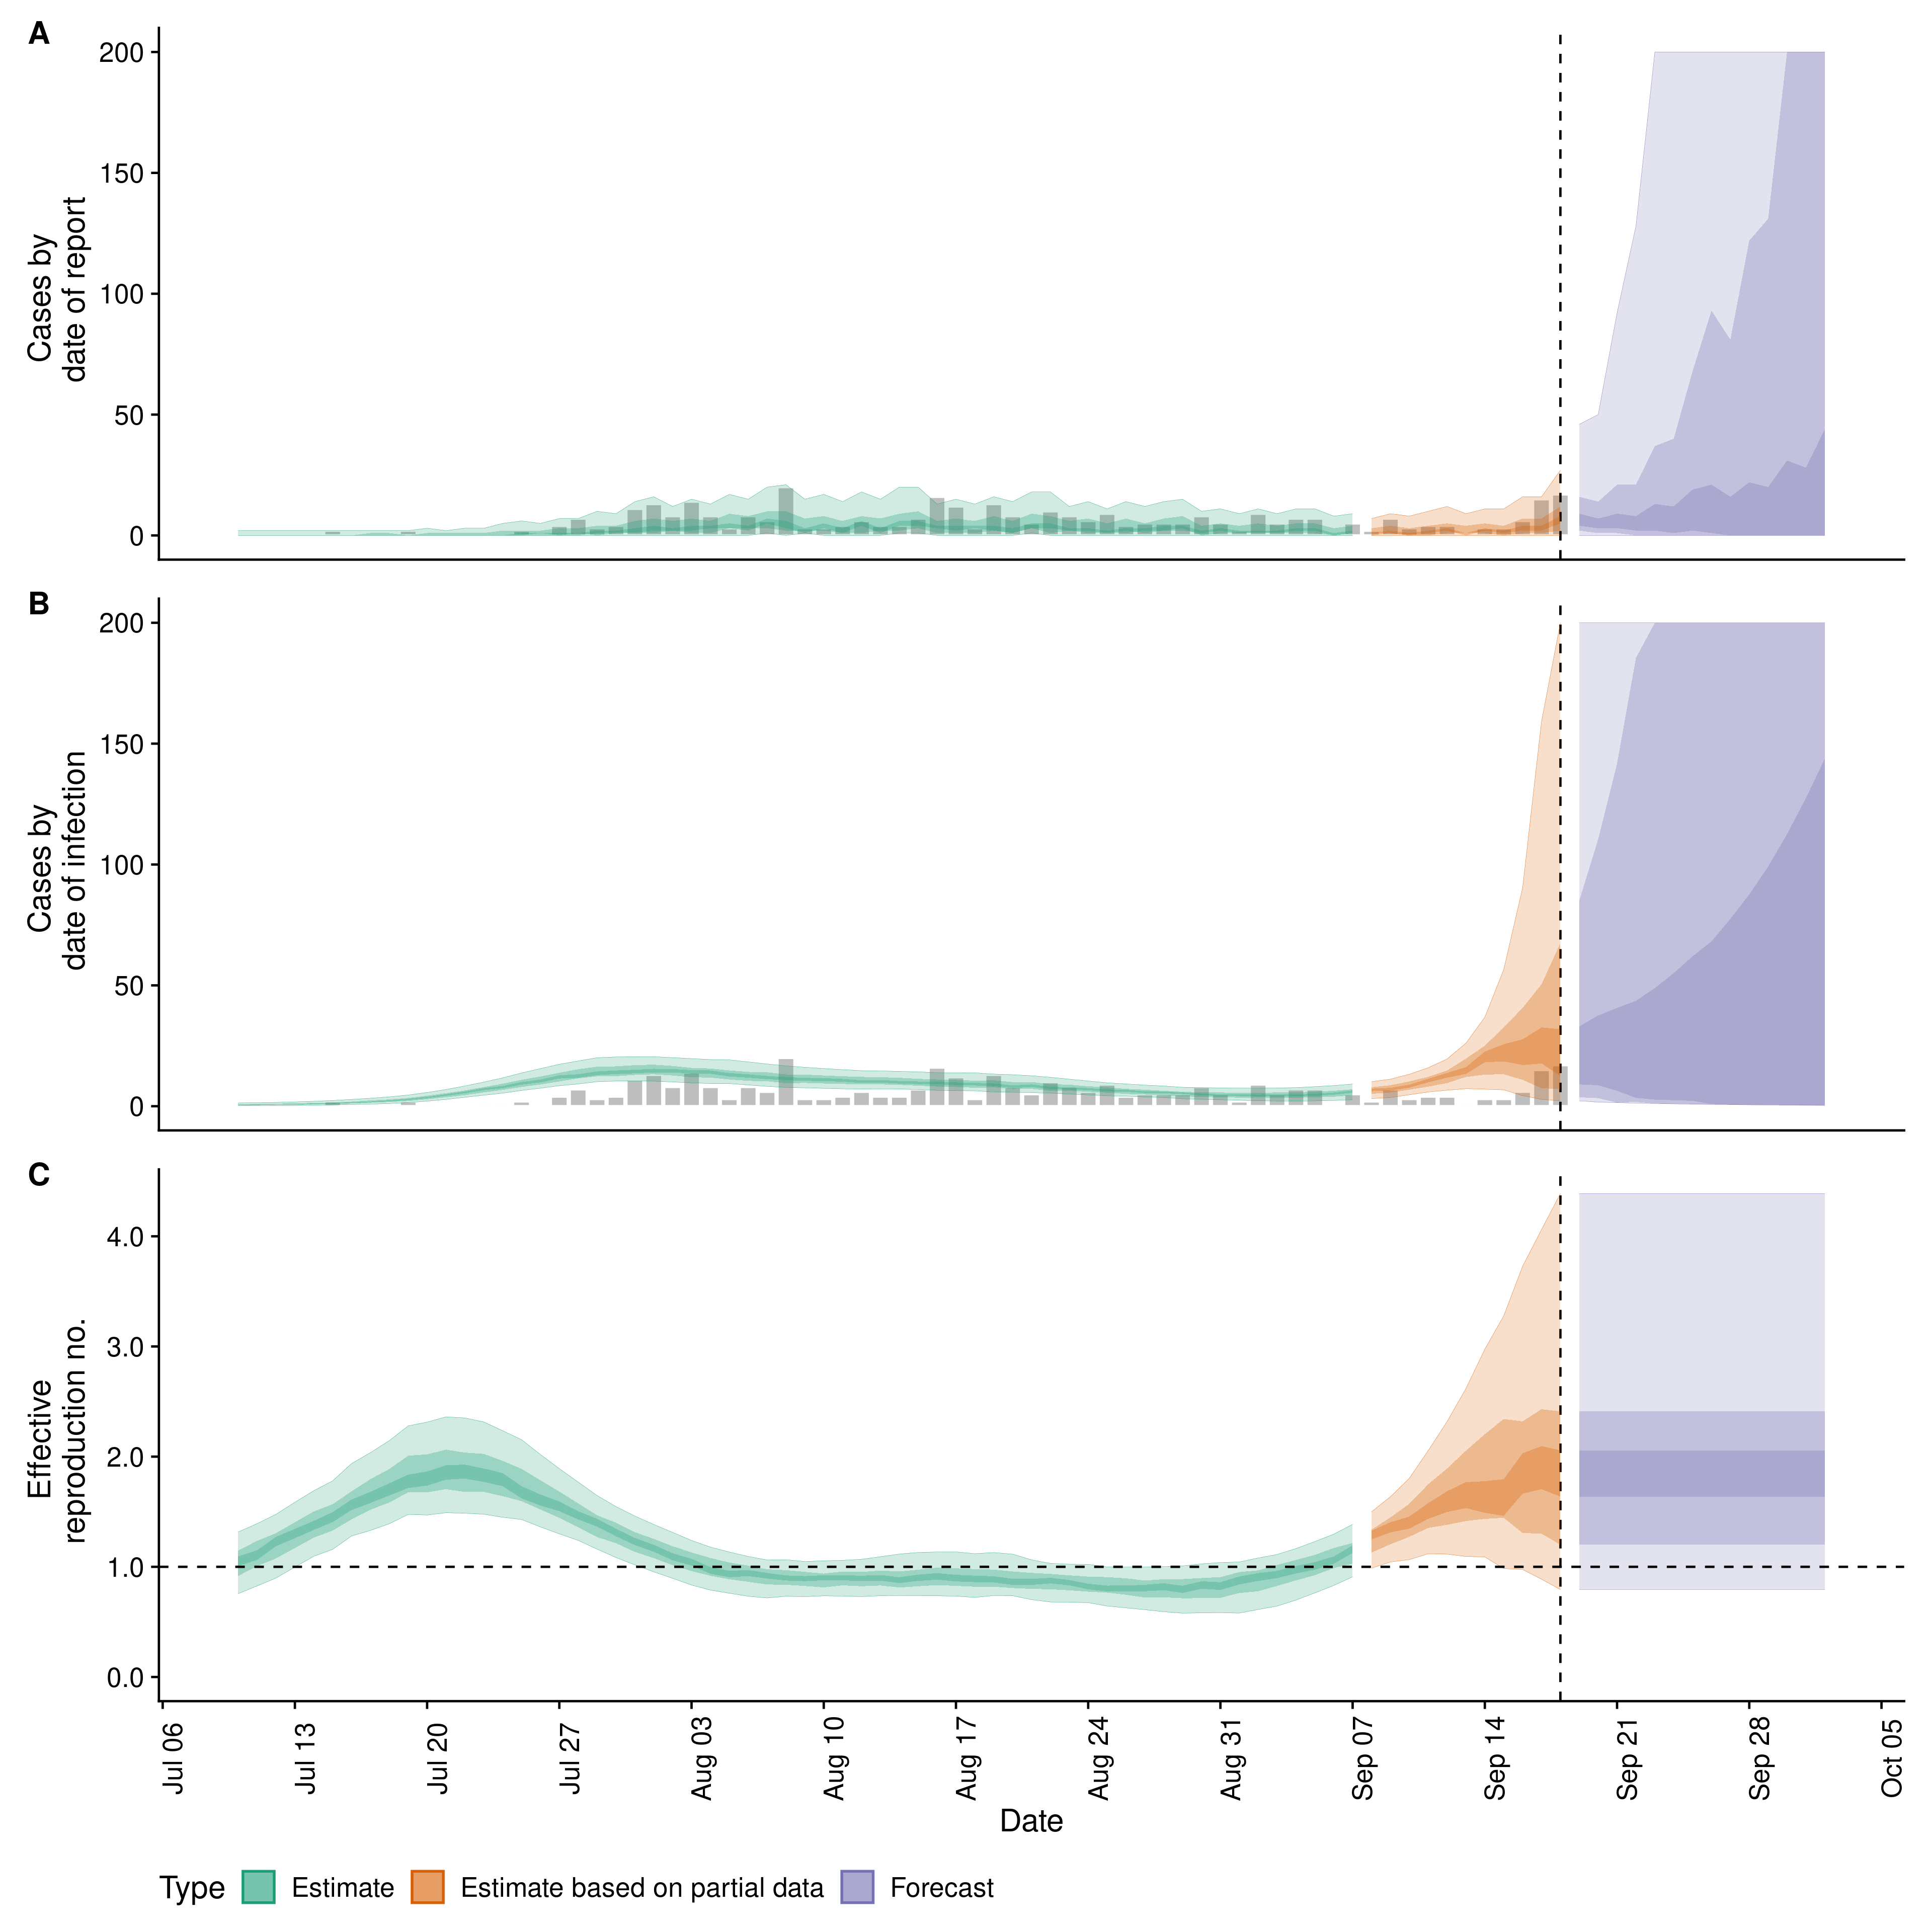 A
200
150
100
50
0
Cases by
date of report
B
200
150
100
50
0
Cases by
date of infection
C
4.0
3.0
2.0
1.0
0.0
Effective
reproduction no.
Jul 06
Jul 13
Jul 20
Jul 27
Aug 03
Aug 10
Aug 17
Aug 24
Aug 31
Sep 07
Sep 14
Sep 21
Sep 28
Oct 05
Date
Type Estimate Estimate based on partial data Forecast